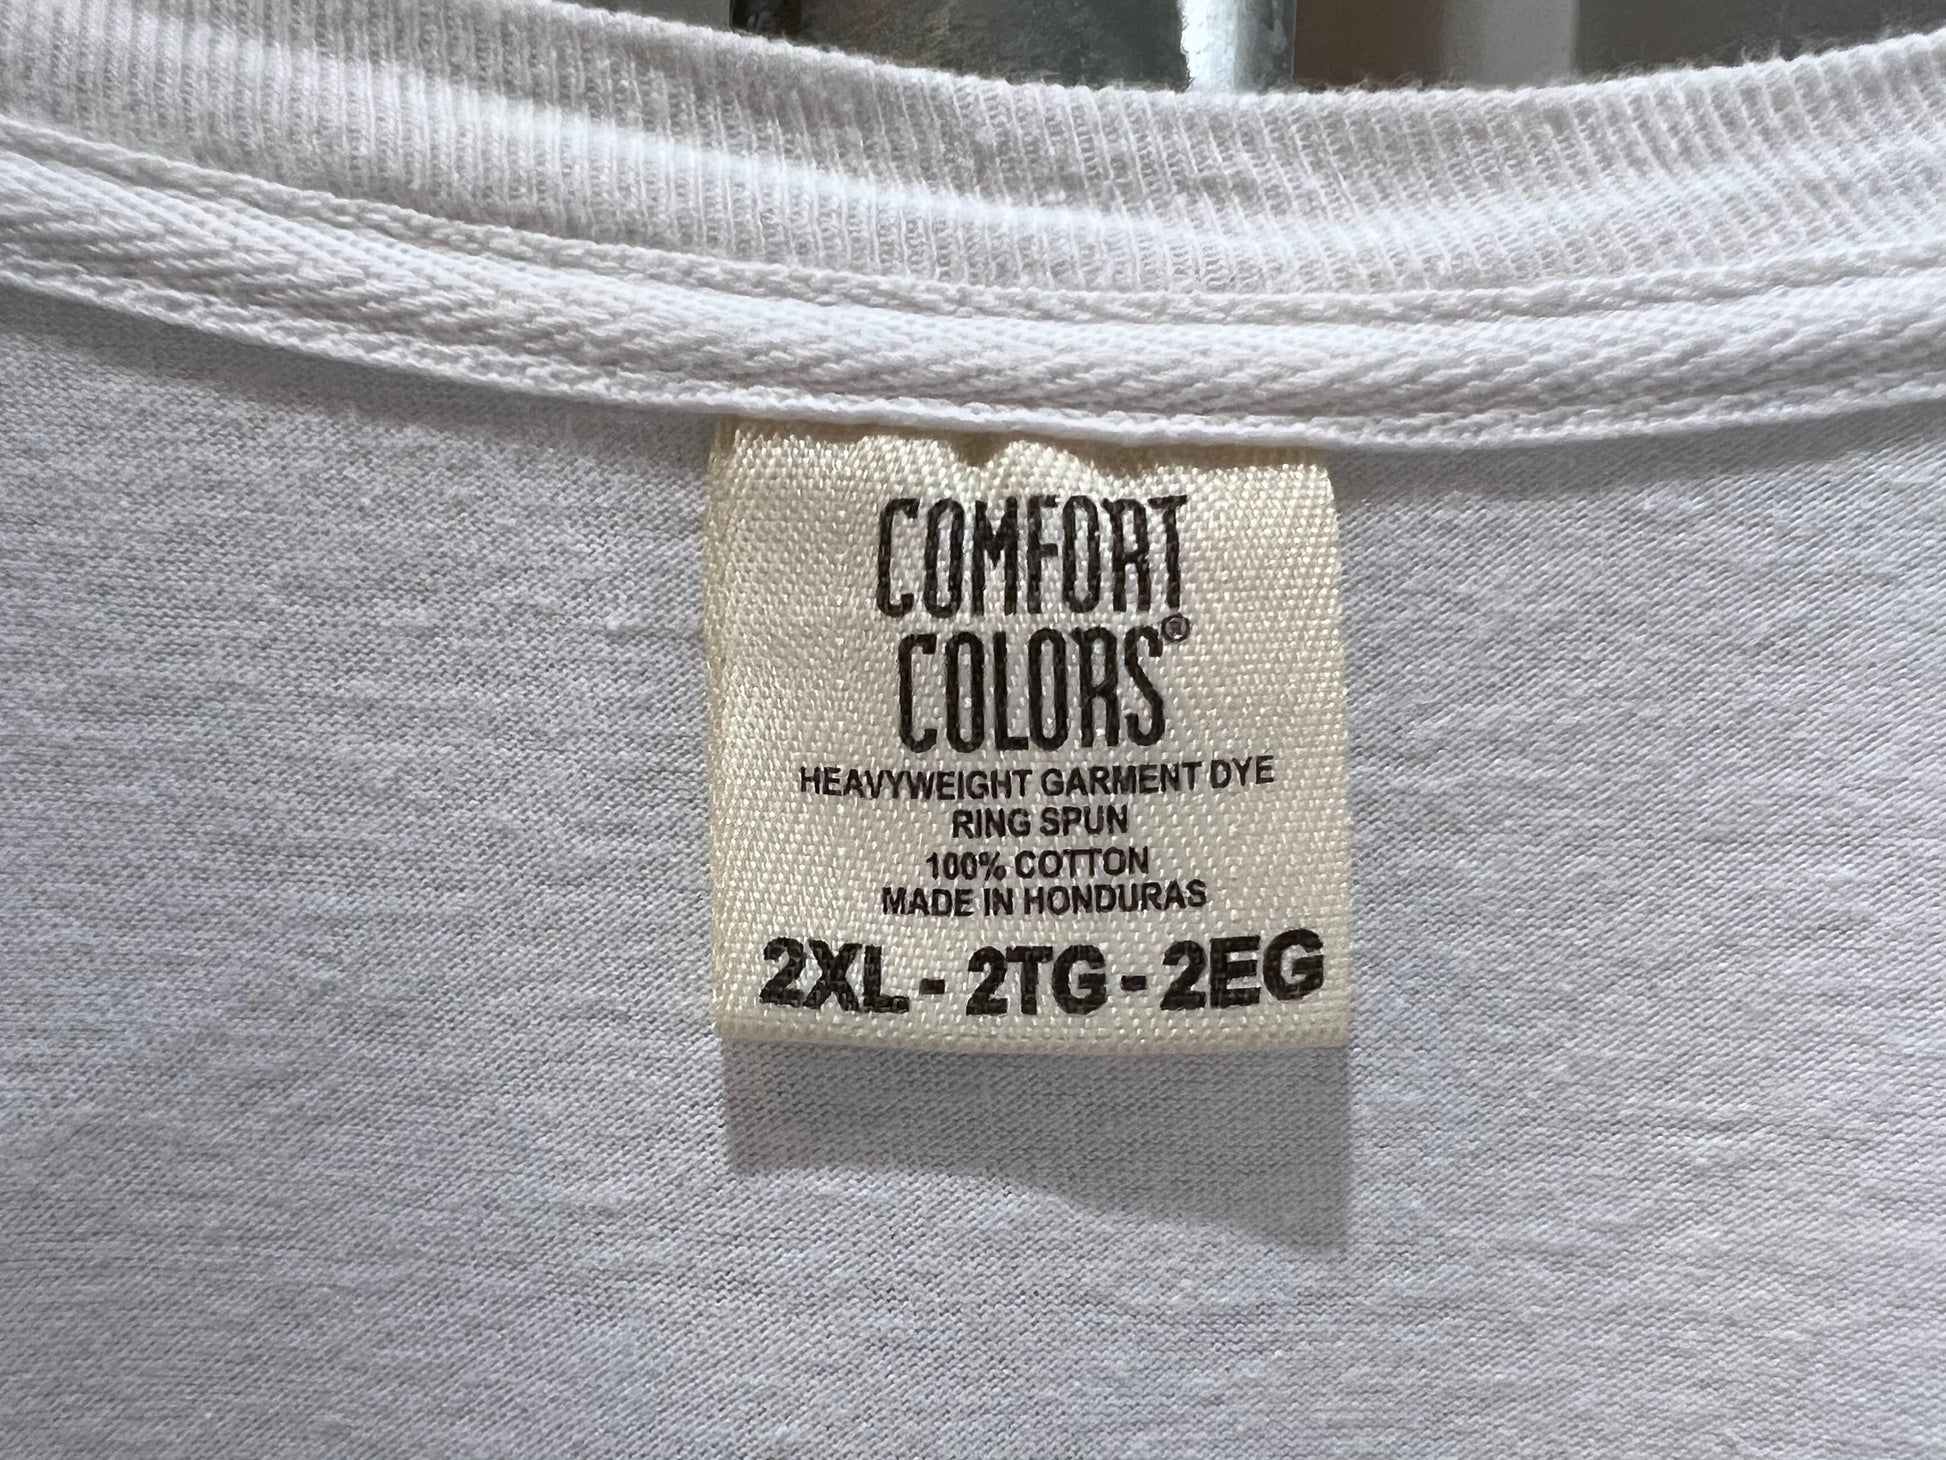 COMFORT
COLORS®
HEAVYWEIGHT GARMENT DYE
RING SPUN
100% COTTON
MADE IN HONDURAS
2XL - 2TG - 2EG